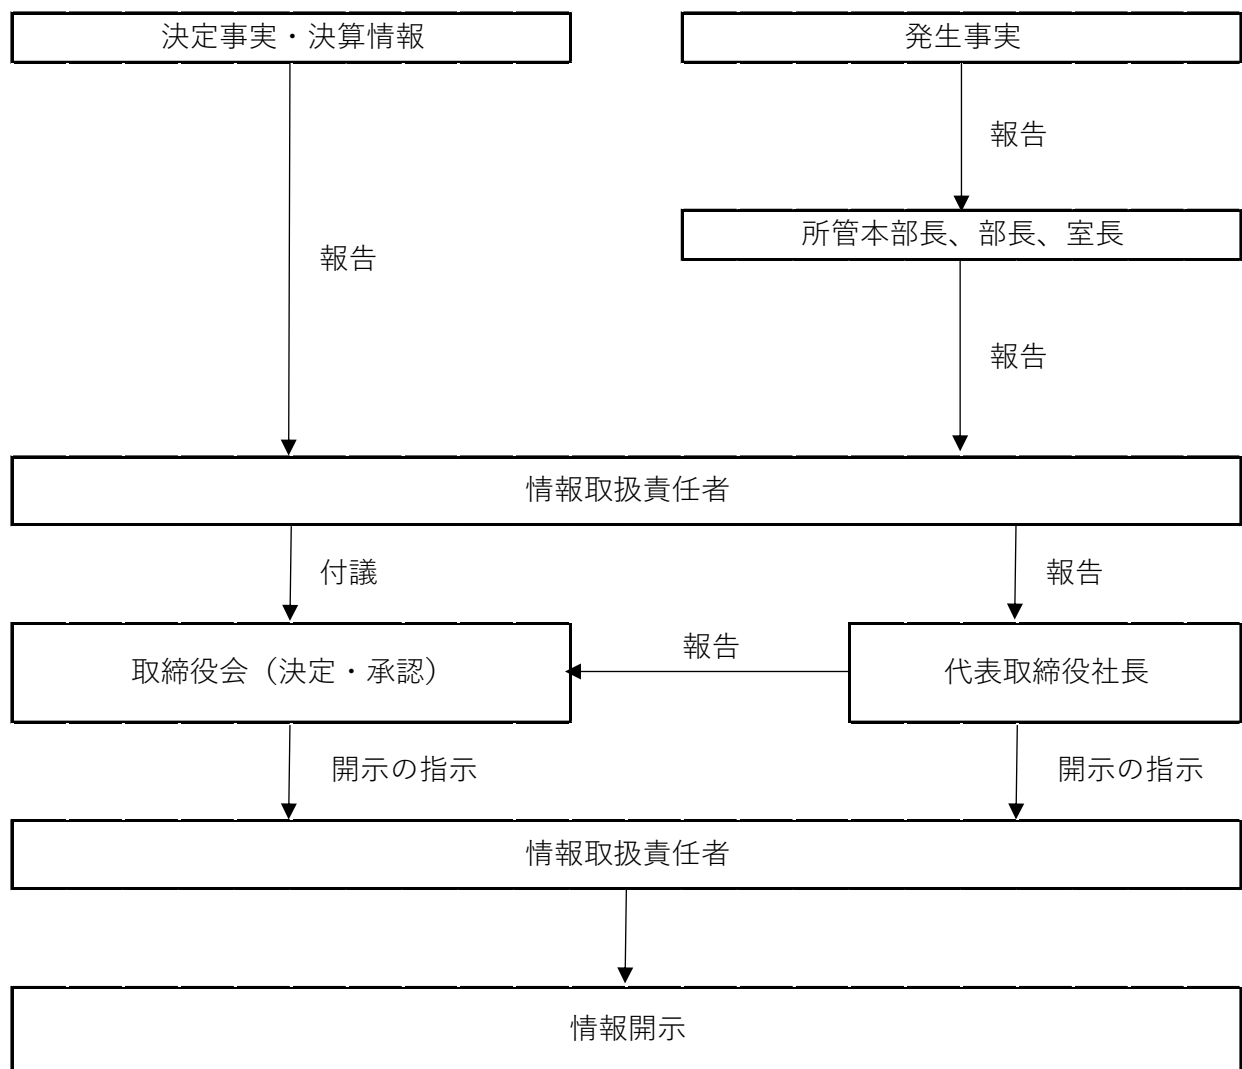 決定事実・決算情報
発生事実
報告
所管本部長、部長、室長
報告
報告
情報取扱責任者
付議
報告
取締役会（決定・承認）
報告
代表取締役社長
開示の指示
開示の指示
情報取扱責任者
情報開示